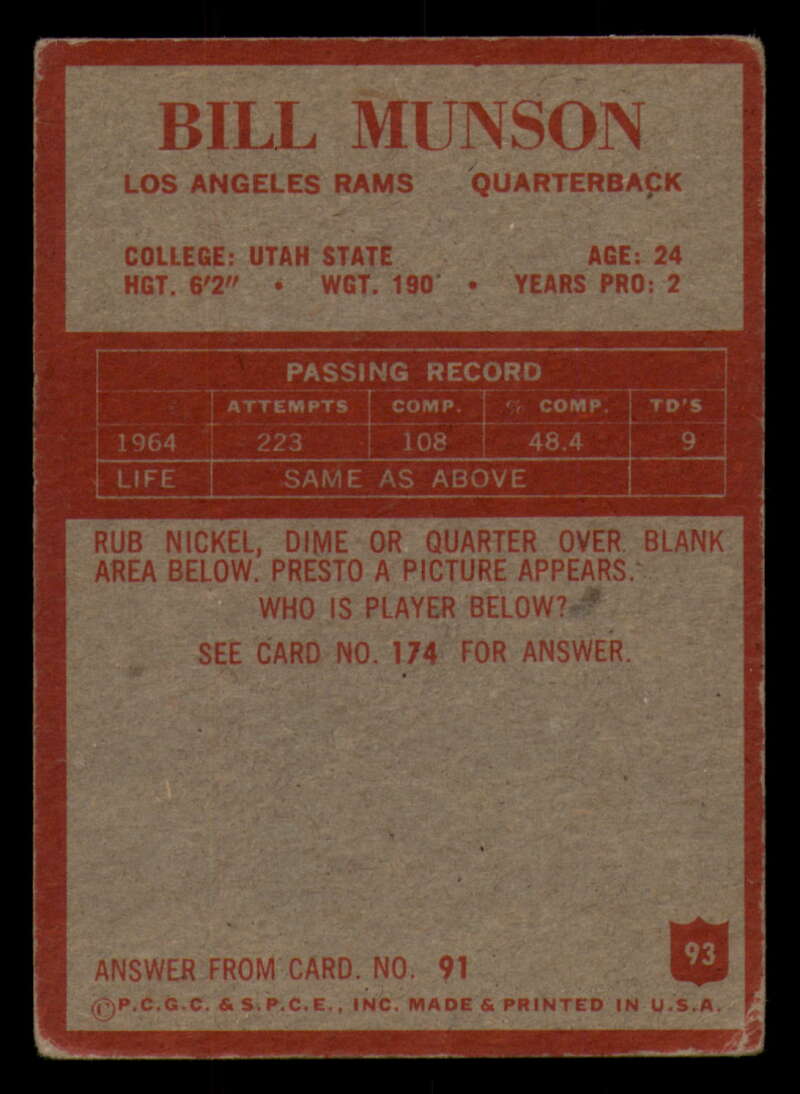 BILL MUNSON
LOS ANGELES RAMS QUARTERBACK
COLLEGE: UTAH STATE AGE: 24
HGT. 6'2" • WGT. 190 • YEARS PRO: 2
PASSING RECORD
ATTEMPTS COMP. % COMP. TD'S
1964 223 108 48.4 9
LIFE SAME AS ABOVE
RUB NICKEL, DIME OR QUARTER OVER BLANK
AREA BELOW. PRESTO A PICTURE APPEARS.
WHO IS PLAYER BELOW?
SEE CARD NO. 174 FOR ANSWER.
93
ANSWER FROM CARD. NO. 91
©P.C.G.C. & S.P.C.E., INC. MADE & PRINTED IN U.S.A.